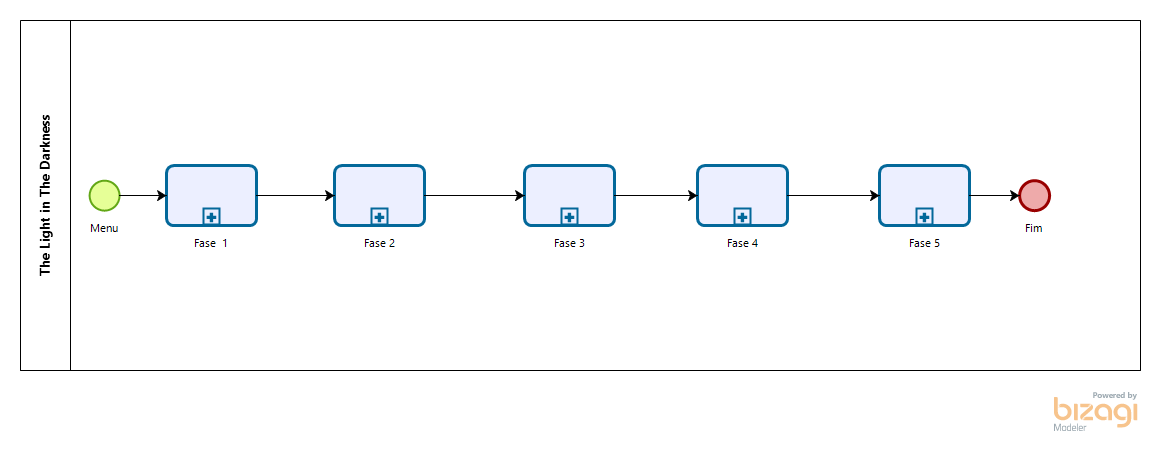 The Light in The Darkness
Menu
Fase  1
Fase 2
Fase 3
Fase 4
Fase 5
Fim
Powered by
bizagi
Modeler